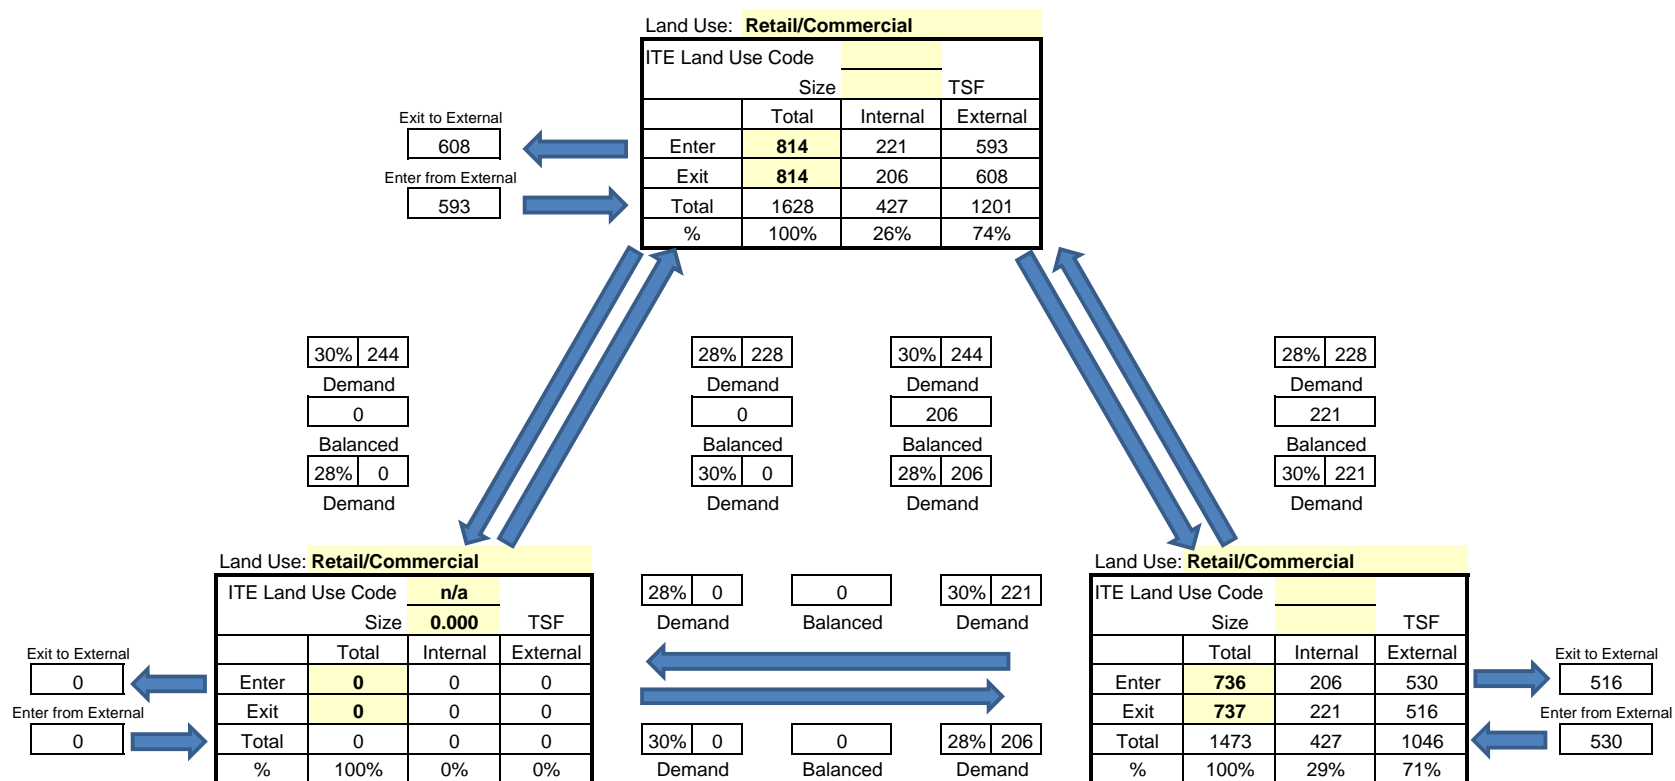 Land Use: Retail/Commercial
ITE Land Use Code
Size TSF
Total Internal External
Enter 814 221 593
Exit 814 206 608
Total 1628 427 1201
% 100% 26% 74%
Exit to External
608
Enter from External
593
30% 244 28% 228 30% 244 28% 228
Demand Demand Demand Demand
0 0 206 221
Balanced Balanced Balanced Balanced
28% 0 30% 0 28% 206 30% 221
Demand Demand Demand Demand
Land Use: Retail/Commercial
ITE Land Use Code n/a
Size 0.000 TSF
Total Internal External
Enter 0 0 0
Exit 0 0 0
Total 0 0 0
% 100% 0% 0%
Exit to External
0
Enter from External
0
28% 0 0 30% 221
Demand Balanced Demand
30% 0 0 28% 206
Demand Balanced Demand
Land Use: Retail/Commercial
ITE Land Use Code
Size TSF
Total Internal External
Enter 736 206 530
Exit 737 221 516
Total 1473 427 1046
% 100% 29% 71%
Exit to External
516
Enter from External
530